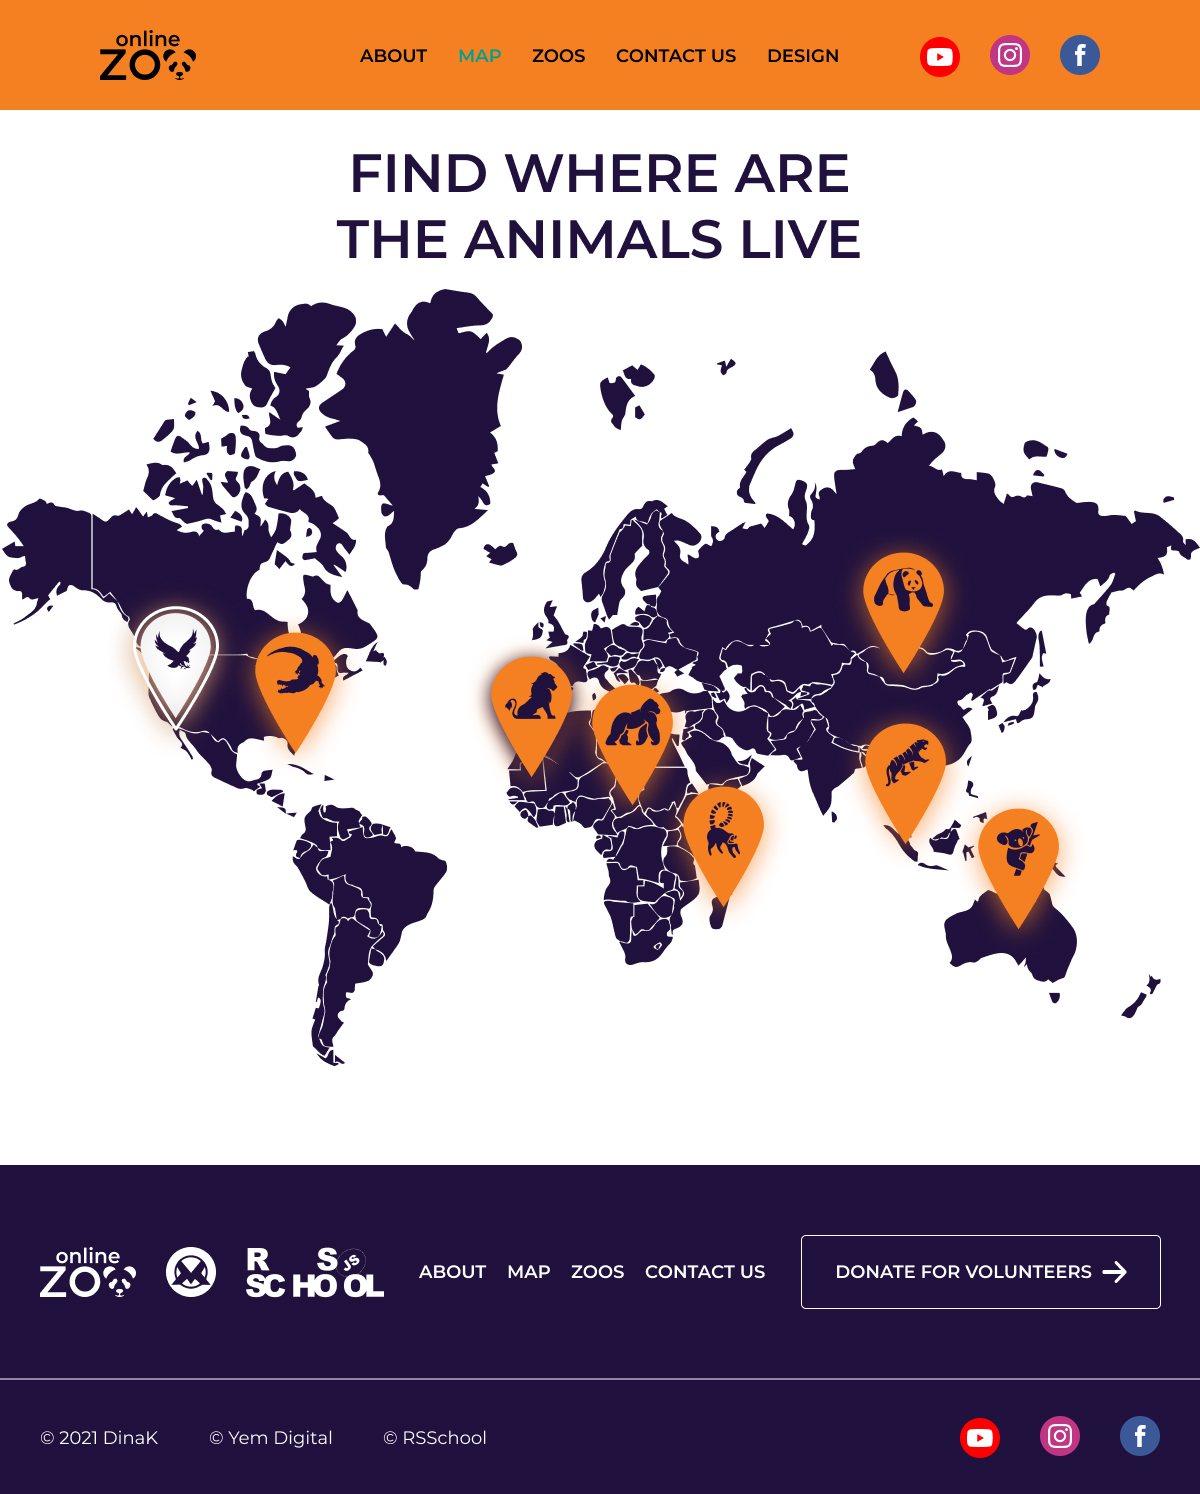 online
ZOO
ABOUT MAP ZOOS CONTACT US DESIGN
FIND WHERE ARE
THE ANIMALS LIVE
online
ZOO
RS JS
SCHOOL
ABOUT MAP ZOOS CONTACT US
DONATE FOR VOLUNTEERS
© 2021 DinaK © Yem Digital © RSSchool